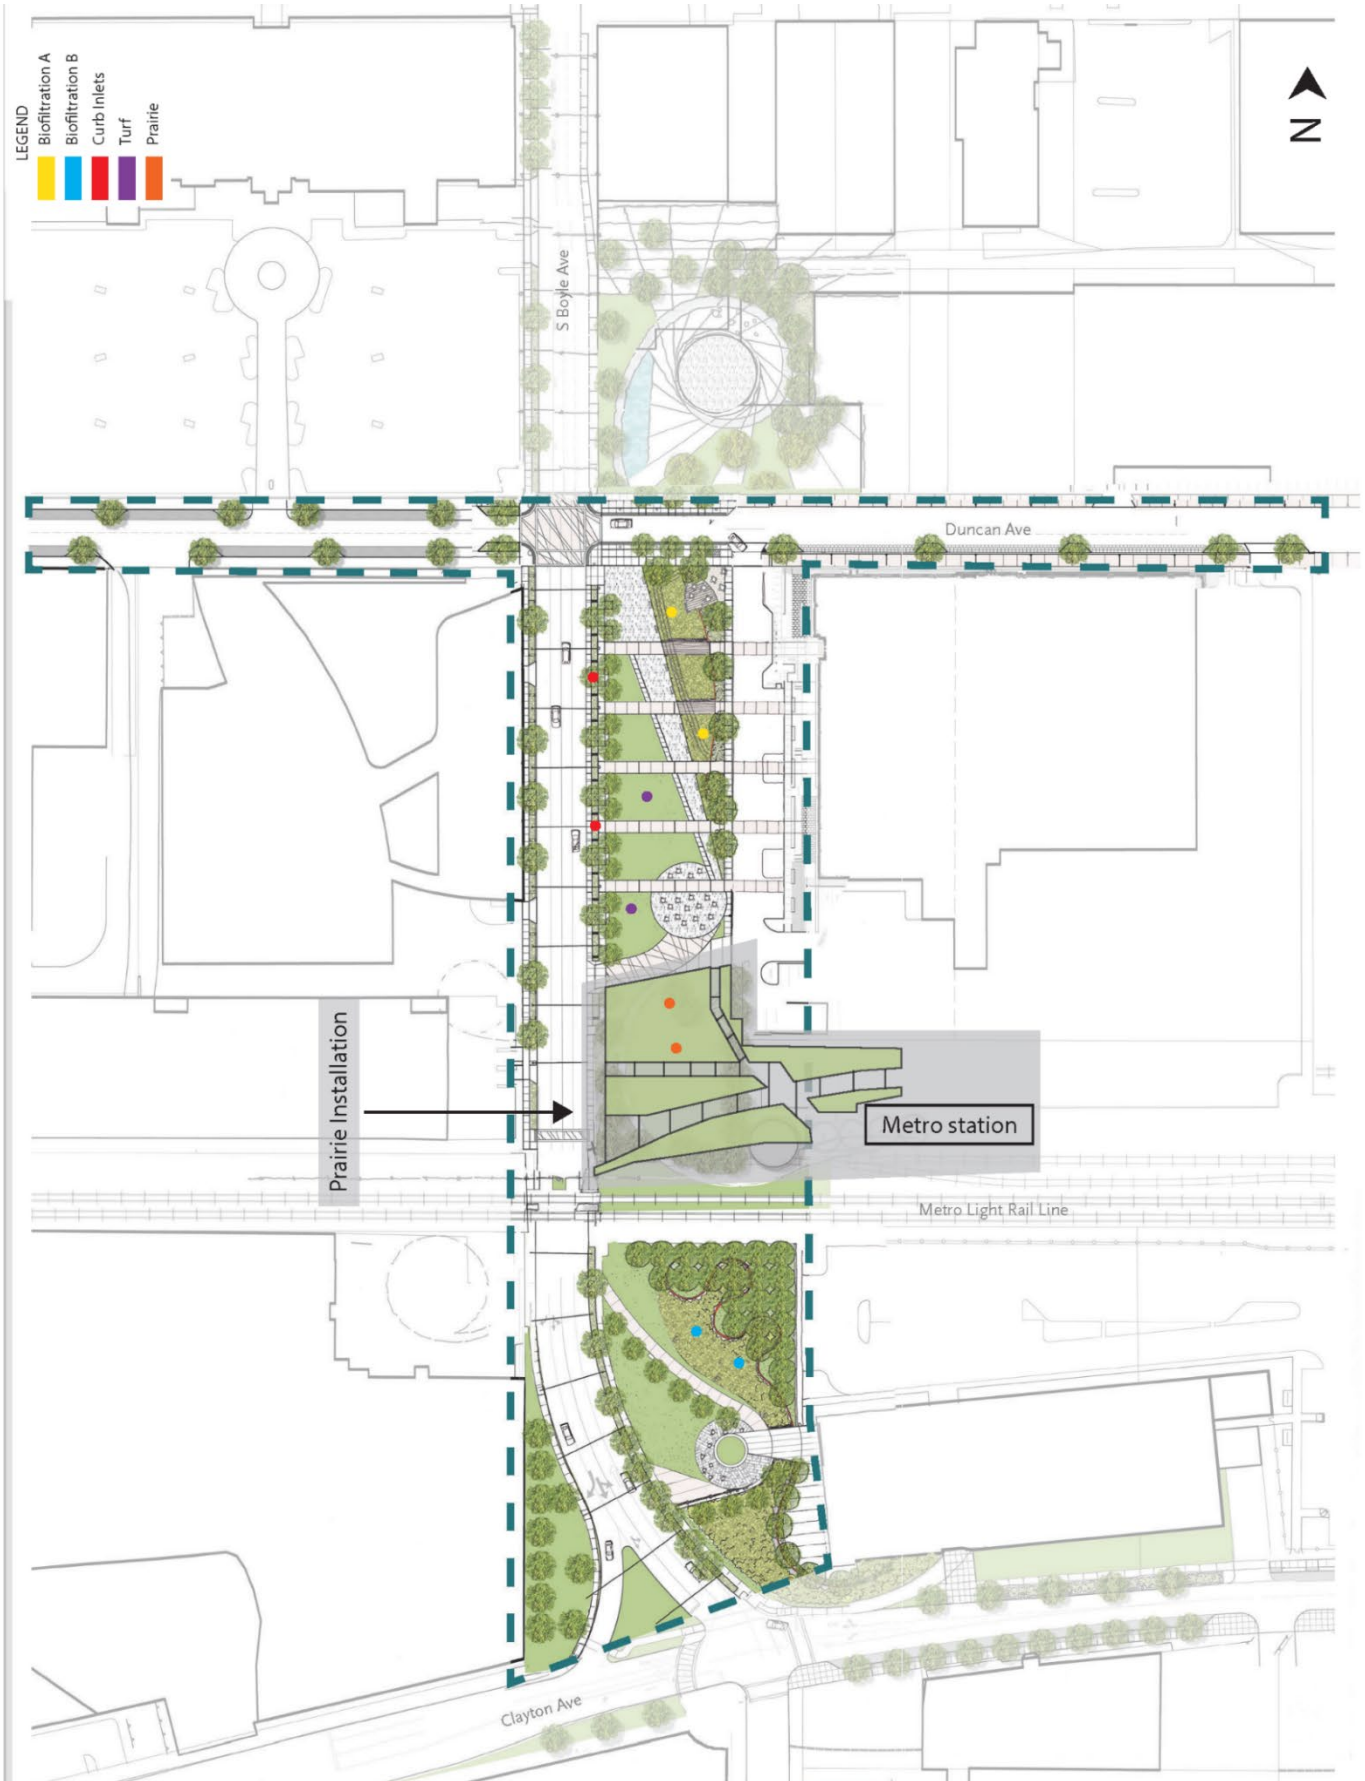 LEGEND
Biofiltration A
Biofiltration B
Curb Inlets
Turf
Prairie
N
S Boyle Ave
Duncan Ave
Prairie Installation
Metro station
Metro Light Rail Line
Clayton Ave